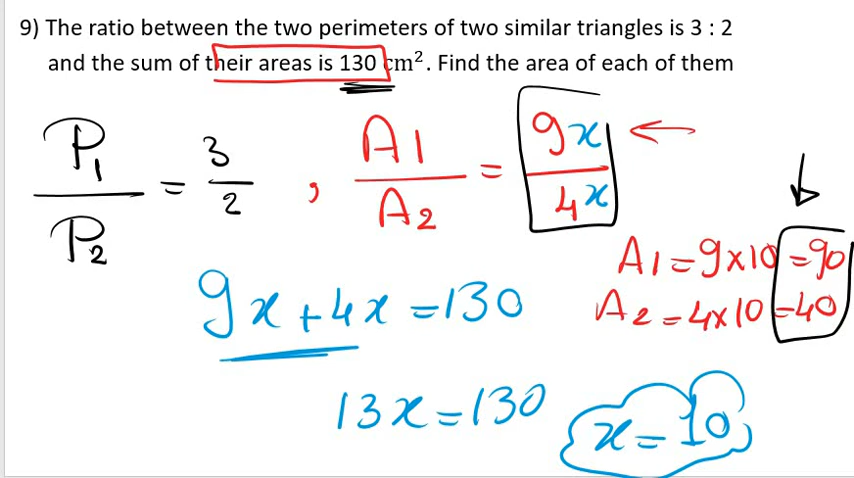 9) The ratio between the two perimeters of two similar triangles is 3 : 2
and the sum of their areas is 130 cm². Find the area of each of them
P₁/P₂ = 3/2 , A1/A2 = 9x/4x
A1=9x10=90
A2=4x10=40
9x+4x=130
13x=130
x=10